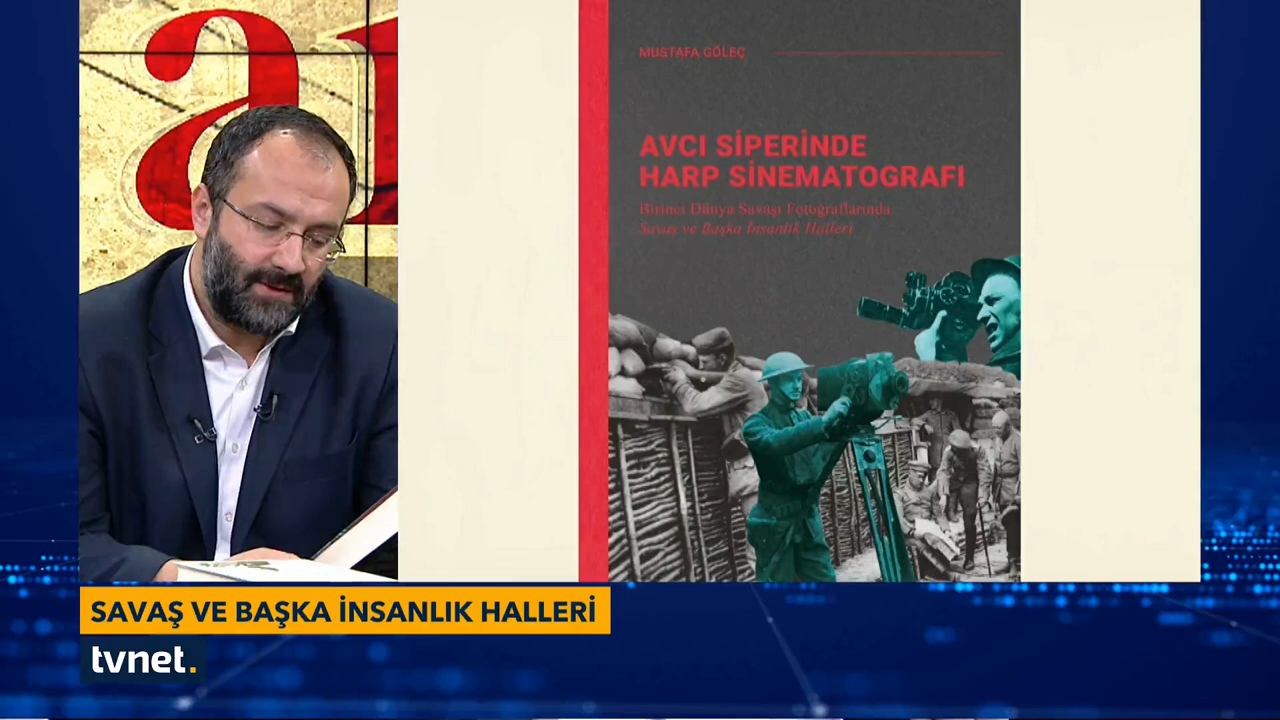 MUSTAFA GÖLEÇ
AVCI SİPERİNDE
HARP SİNEMATOGRAFI
Birinci Dünya Savaşı Fotoğraflarında
Savaş ve Başka İnsanlık Halleri
SAVAŞ VE BAŞKA İNSANLIK HALLERİ
tvnet.